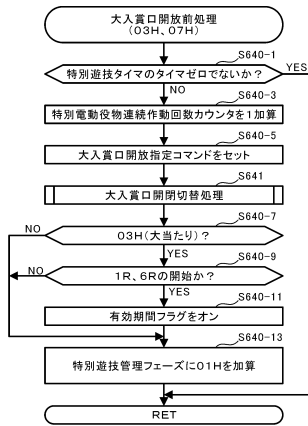 大入賞口開放前処理
(03H、07H)
S640-1
特別遊技タイマのタイマゼロでないか?
YES
NO
S640-3
特別電動役物連続作動回数カウンタを1加算
S640-5
大入賞口開放指定コマンドをセット
S641
大入賞口開閉切替処理
S640-7
NO
03H(大当たり)?
YES
S640-9
NO
1R、6Rの開始か?
YES
S640-11
有効期間フラグをオン
S640-13
特別遊技管理フェーズに01Hを加算
RET